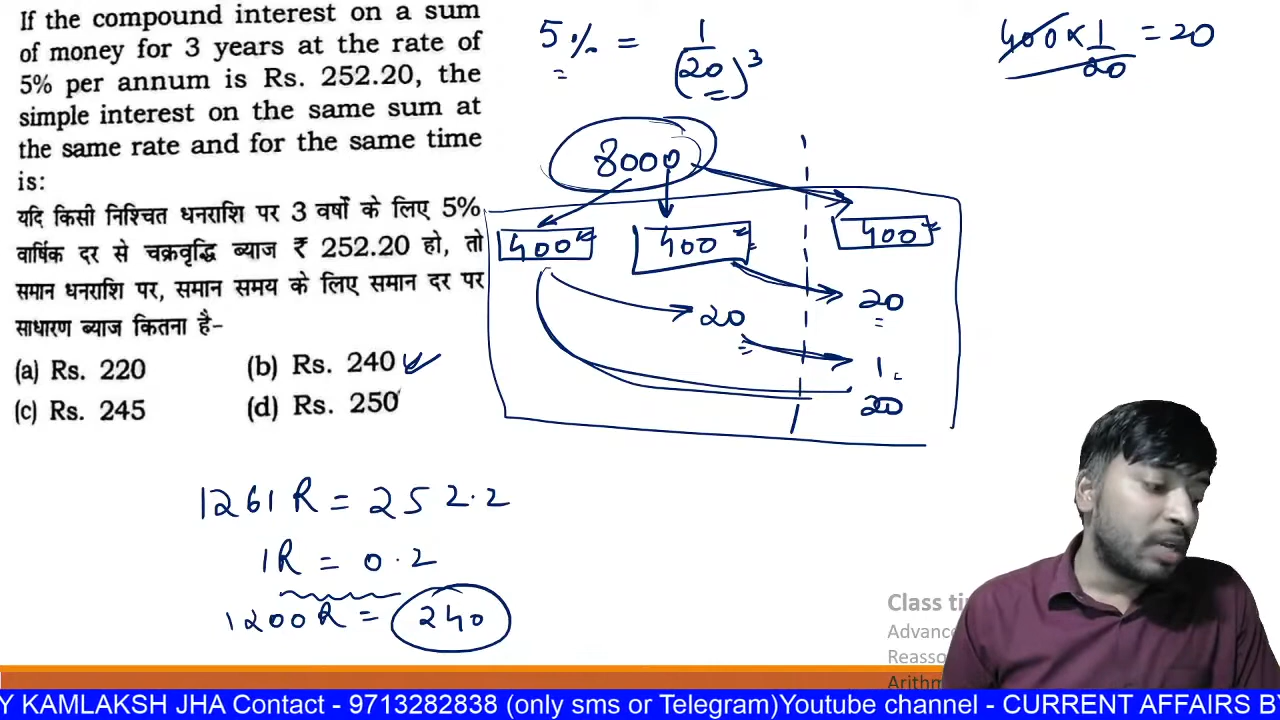 If the compound interest on a sum
of money for 3 years at the rate of
5% per annum is Rs. 252.20, the
simple interest on the same sum at
the same rate and for the same time
is:
यदि किसी निश्चित धनराशि पर 3 वर्षो के लिए 5%
वार्षिक दर से चक्रवृद्धि ब्याज ₹ 252.20 हो, तो
समान धनराशि पर, समान समय के लिए समान दर पर
साधारण ब्याज कितना है-
(a) Rs. 220 (b) Rs. 240
(c) Rs. 245 (d) Rs. 250
5% = 1/(20)³
400 × 1/20 = 20
8000
400 400 400
20 20
1
20
1261R = 252.2
1R = 0.2
1200R = 240
Class ti
Advanc
Reaso
Arithm
Y KAMLAKSH JHA Contact - 9713282838 (only sms or Telegram)Youtube channel - CURRENT AFFAIRS B